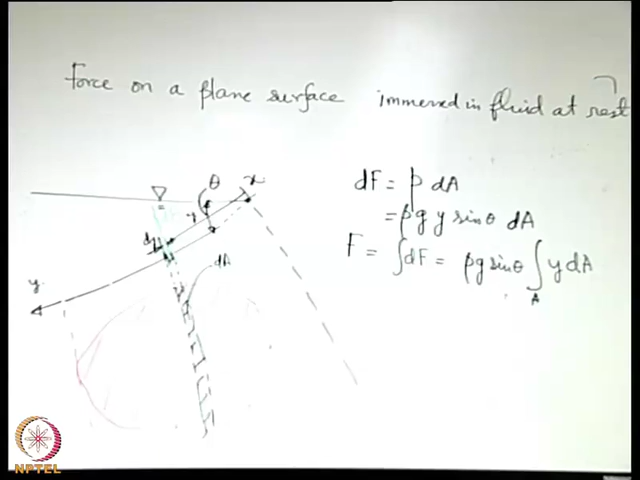 Force on a plane surface immersed in fluid at rest
dF = p dA
= ρg y sinθ dA
F = ∫dF = ρg sinθ ∫ y dA
A
θ
x
y
dy
dA
y
NPTEL